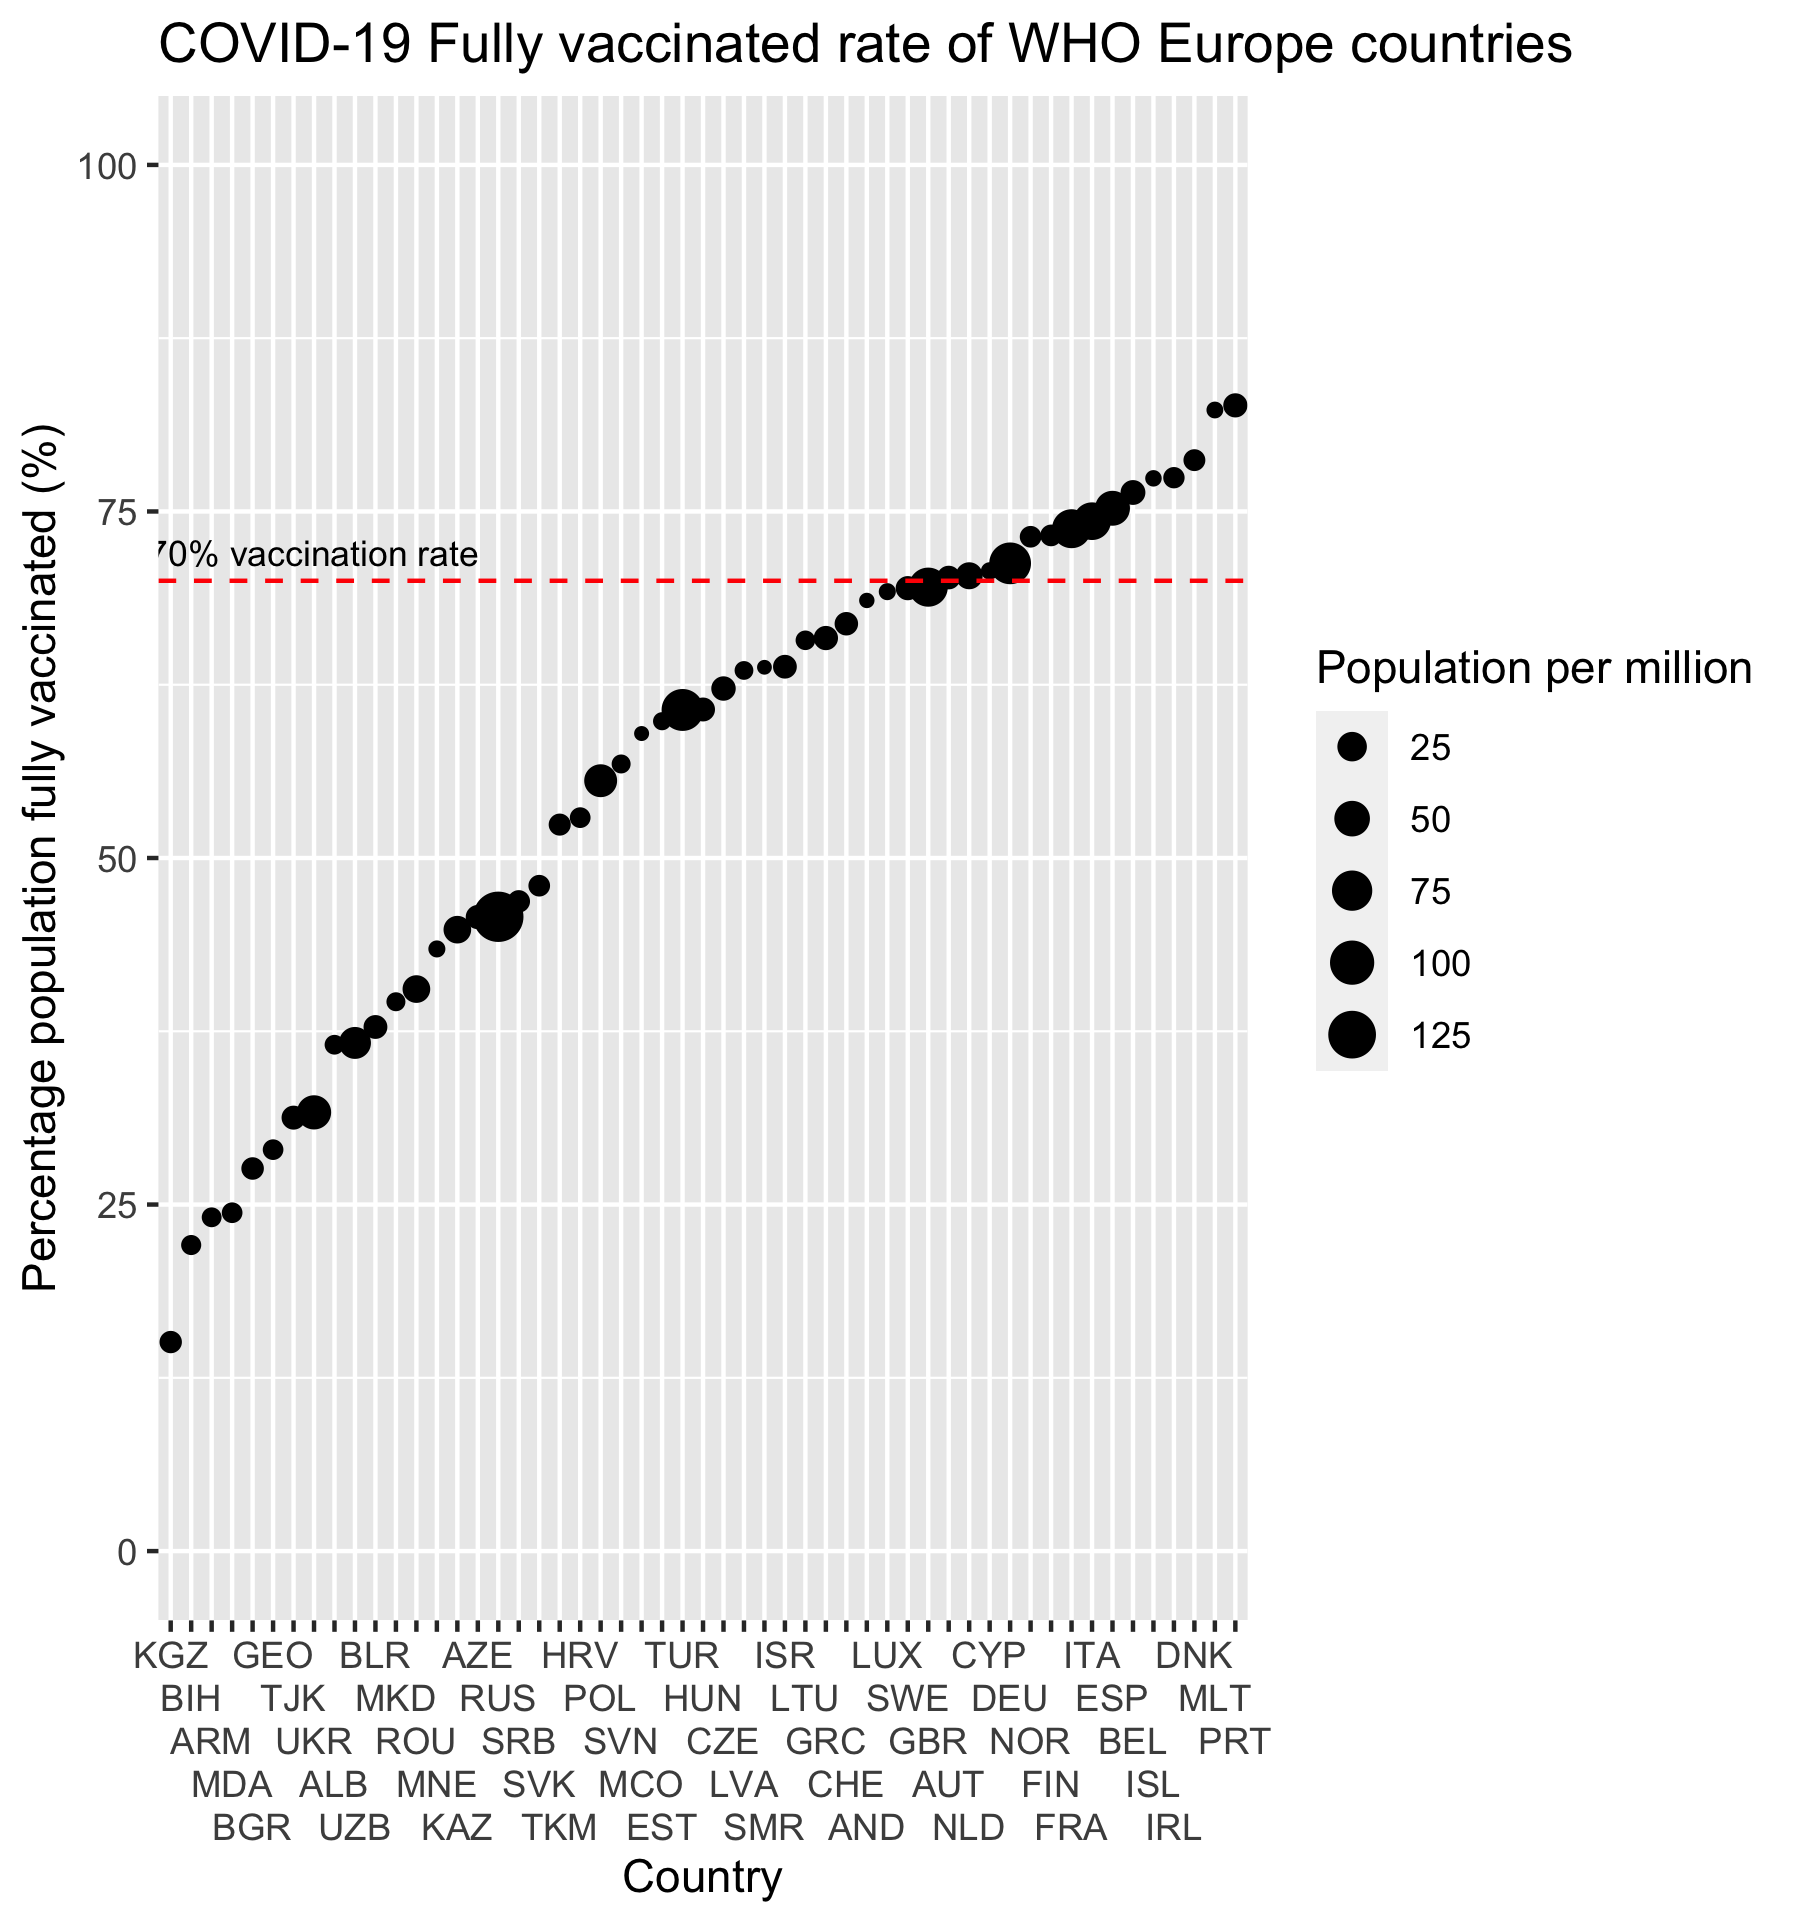 COVID-19 Fully vaccinated rate of WHO Europe countries
Percentage population fully vaccinated (%)
100
75
50
25
0
70% vaccination rate
KGZ GEO BLR AZE HRV TUR ISR LUX CYP ITA DNK
BIH TJK MKD RUS POL HUN LTU SWE DEU ESP MLT
ARM UKR ROU SRB SVN CZE GRC GBR NOR BEL PRT
MDA ALB MNE SVK MCO LVA CHE AUT FIN ISL
BGR UZB KAZ TKM EST SMR AND NLD FRA IRL
Country
Population per million
25
50
75
100
125